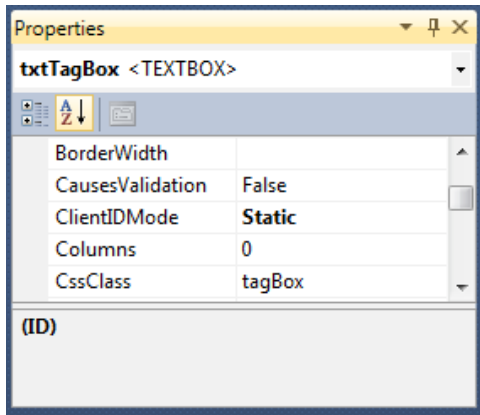 Properties
txtTagBox <TEXTBOX>
A Z
BorderWidth
CausesValidation False
ClientIDMode Static
Columns 0
CssClass tagBox
(ID)